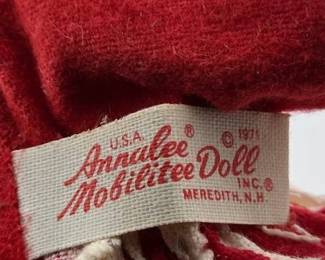 U.S.A. © 1971
Annalee®
Mobilitee Doll
INC.®
MEREDITH, N.H.